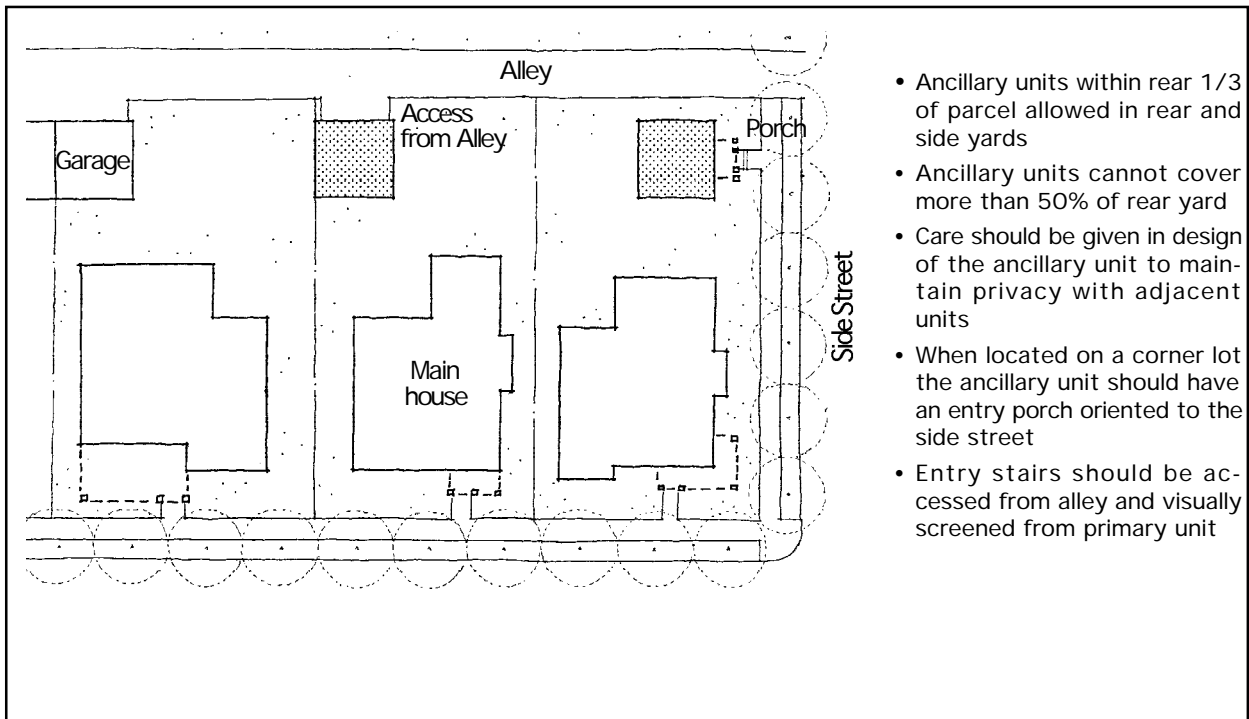 Alley
Access
from Alley
Porch
Garage
Main
house
Side Street
• Ancillary units within rear 1/3
of parcel allowed in rear and
side yards
• Ancillary units cannot cover
more than 50% of rear yard
• Care should be given in design
of the ancillary unit to main-
tain privacy with adjacent
units
• When located on a corner lot
the ancillary unit should have
an entry porch oriented to the
side street
• Entry stairs should be ac-
cessed from alley and visually
screened from primary unit